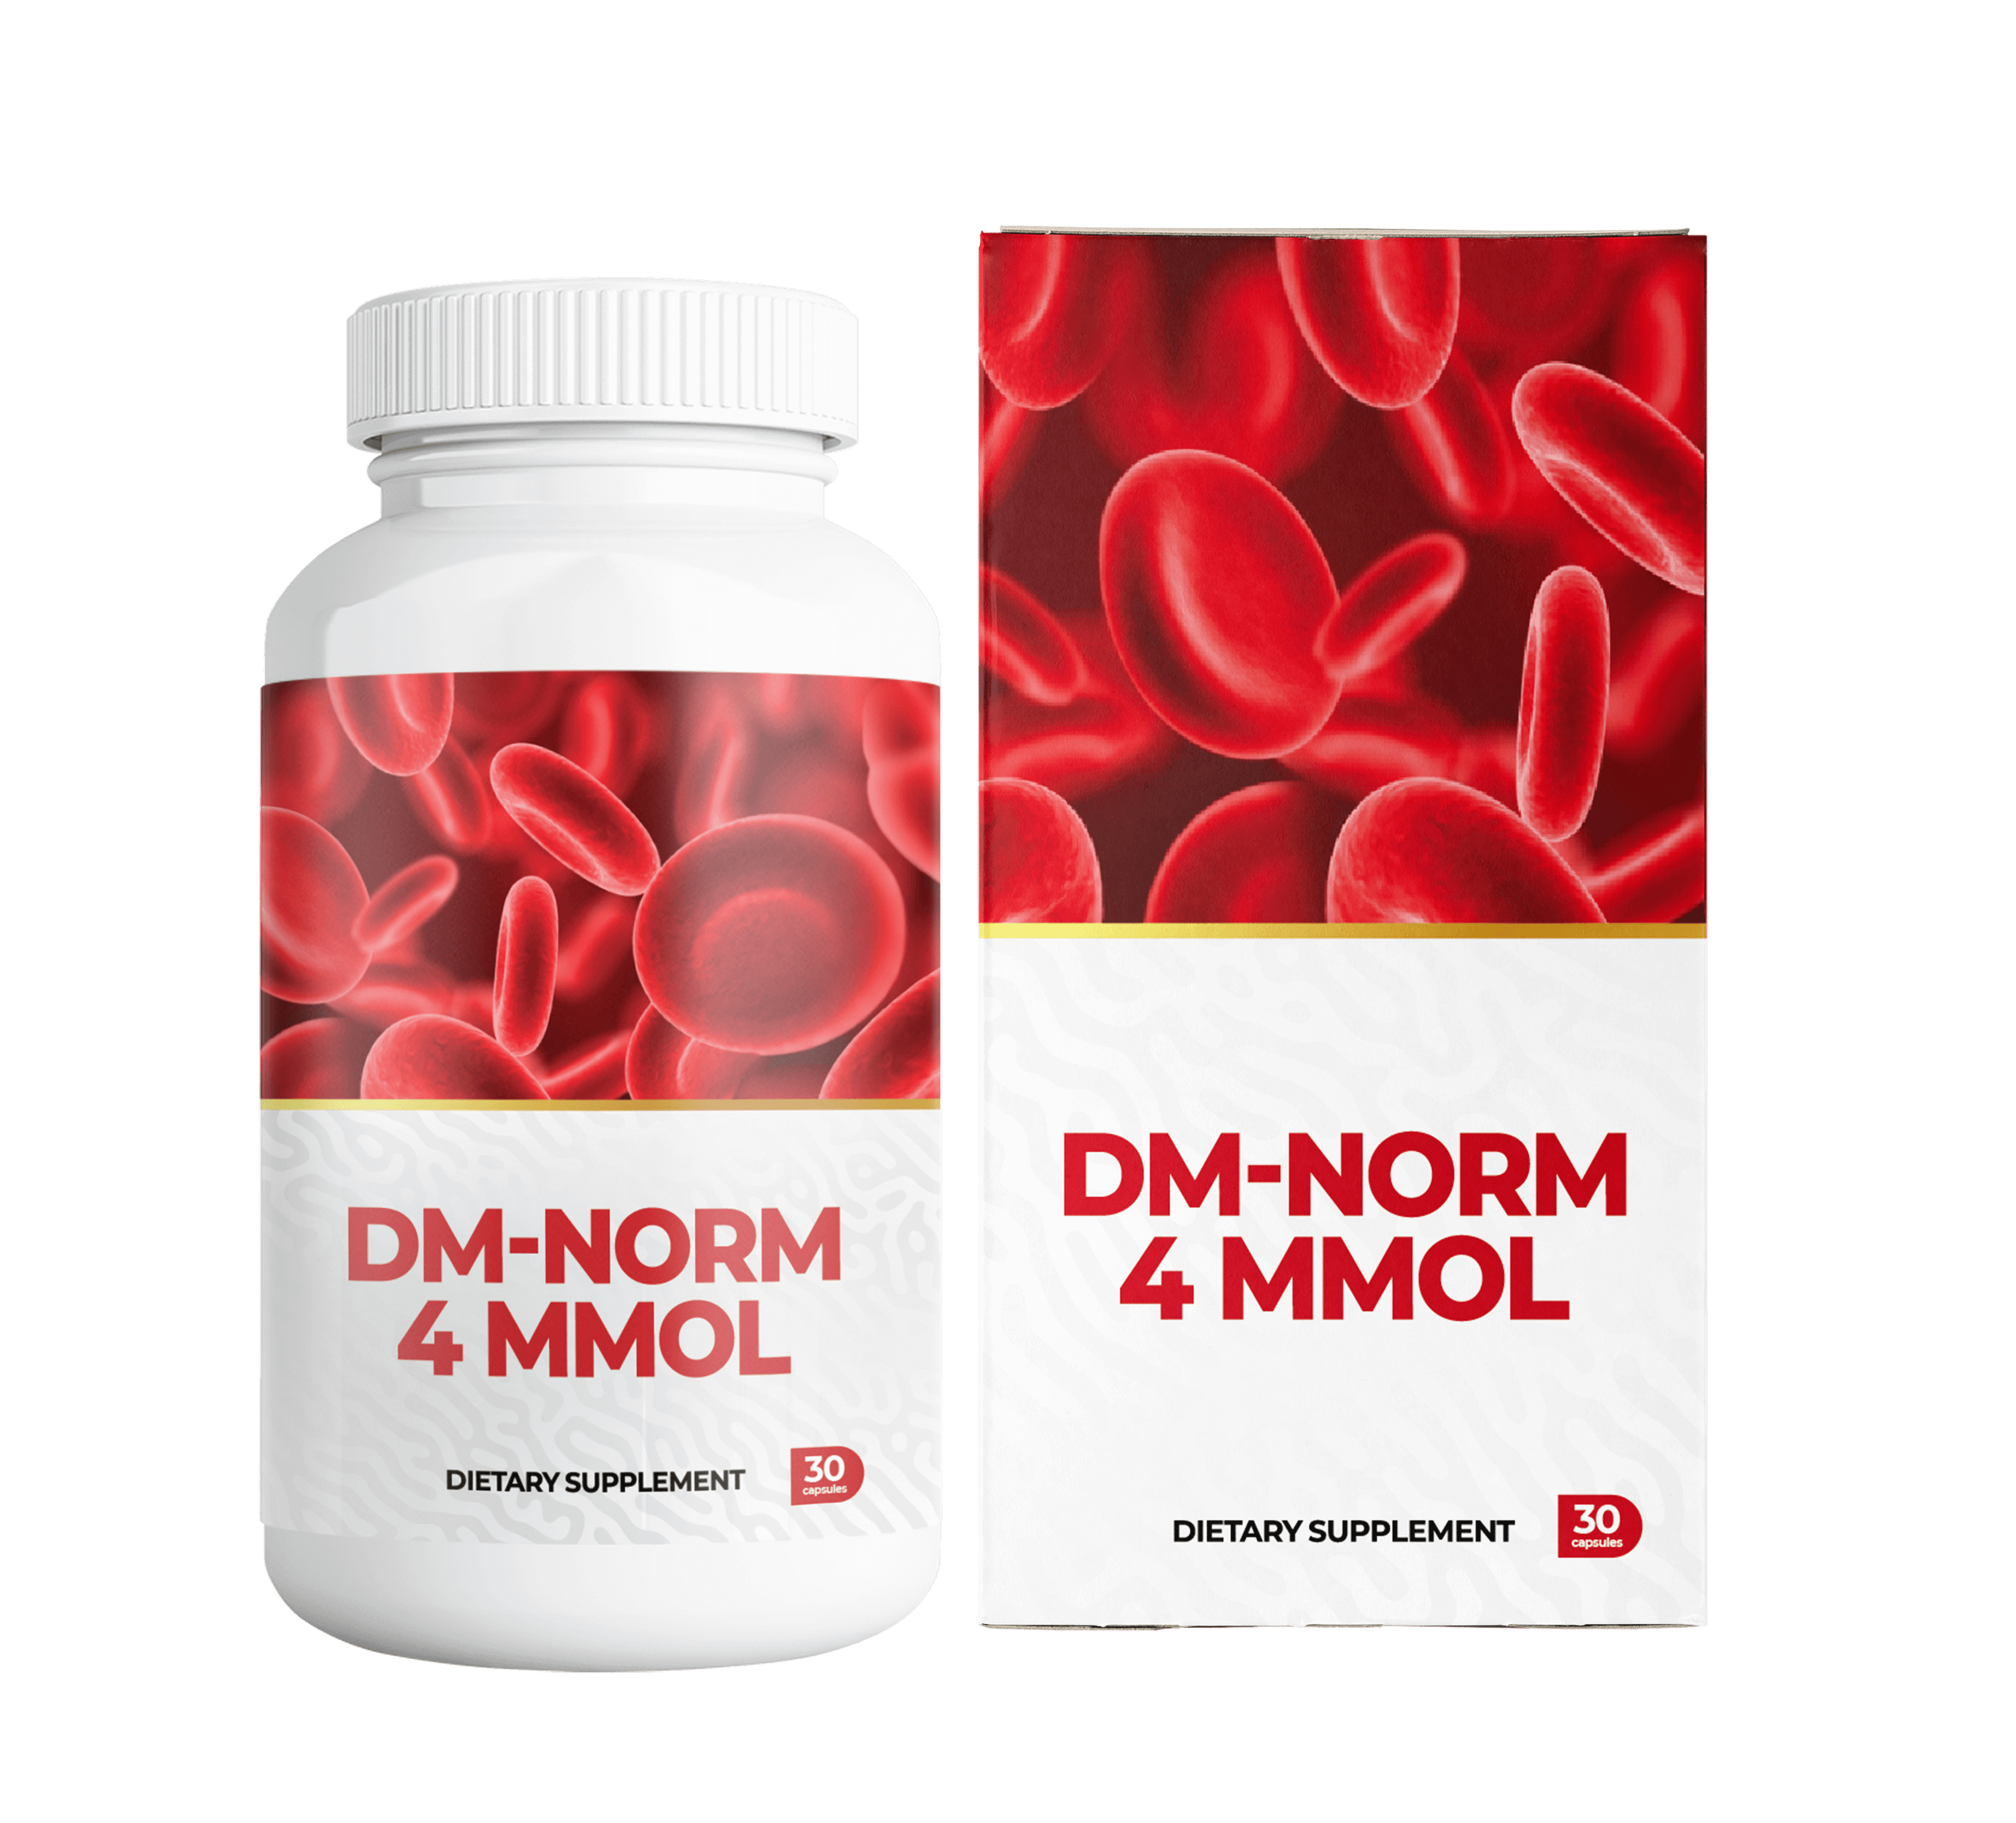 DM-NORM
4 MMOL
DIETARY SUPPLEMENT
30
capsules
DM-NORM
4 MMOL
DIETARY SUPPLEMENT
30
capsules